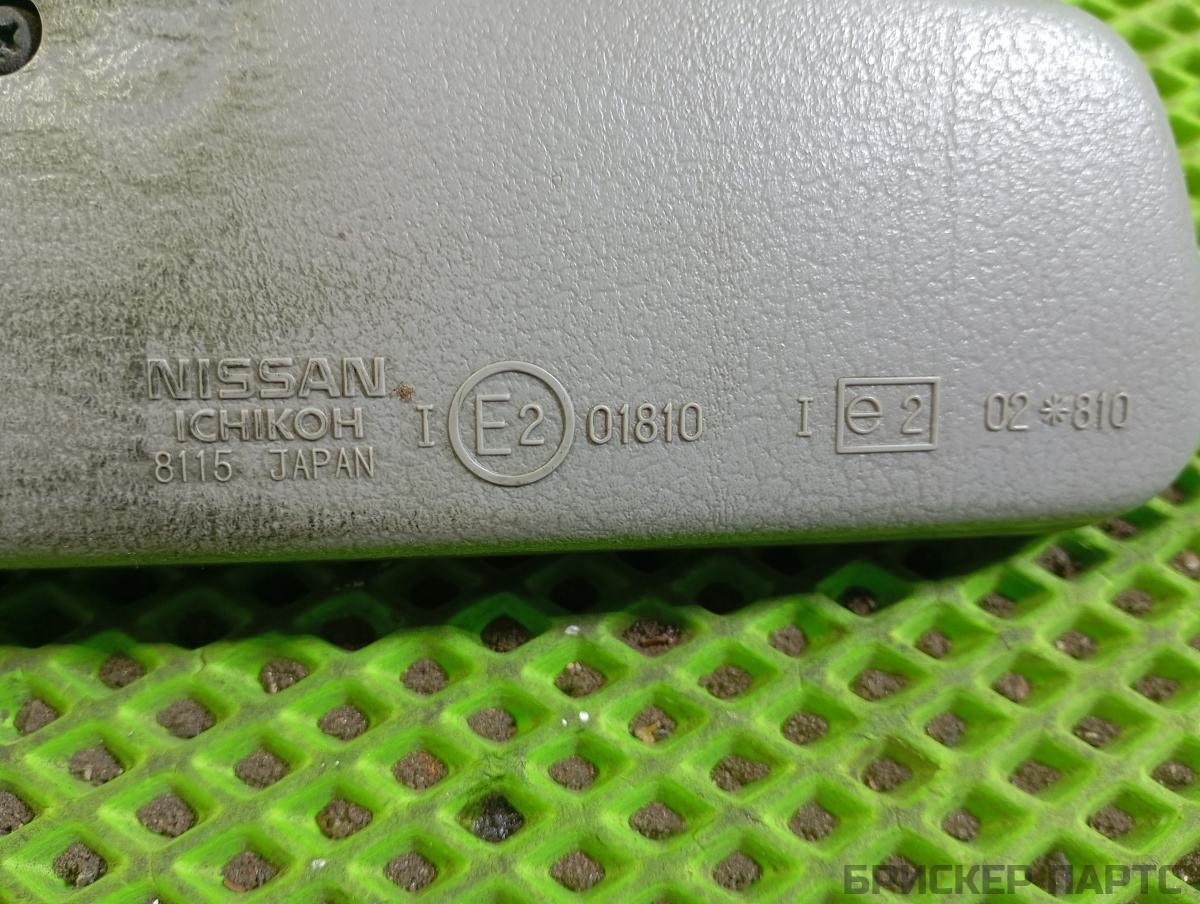 NISSAN
ICHIKOH
8115 JAPAN
I E2 01810
I e2 02*810
БРИСКЕР ПАРТС